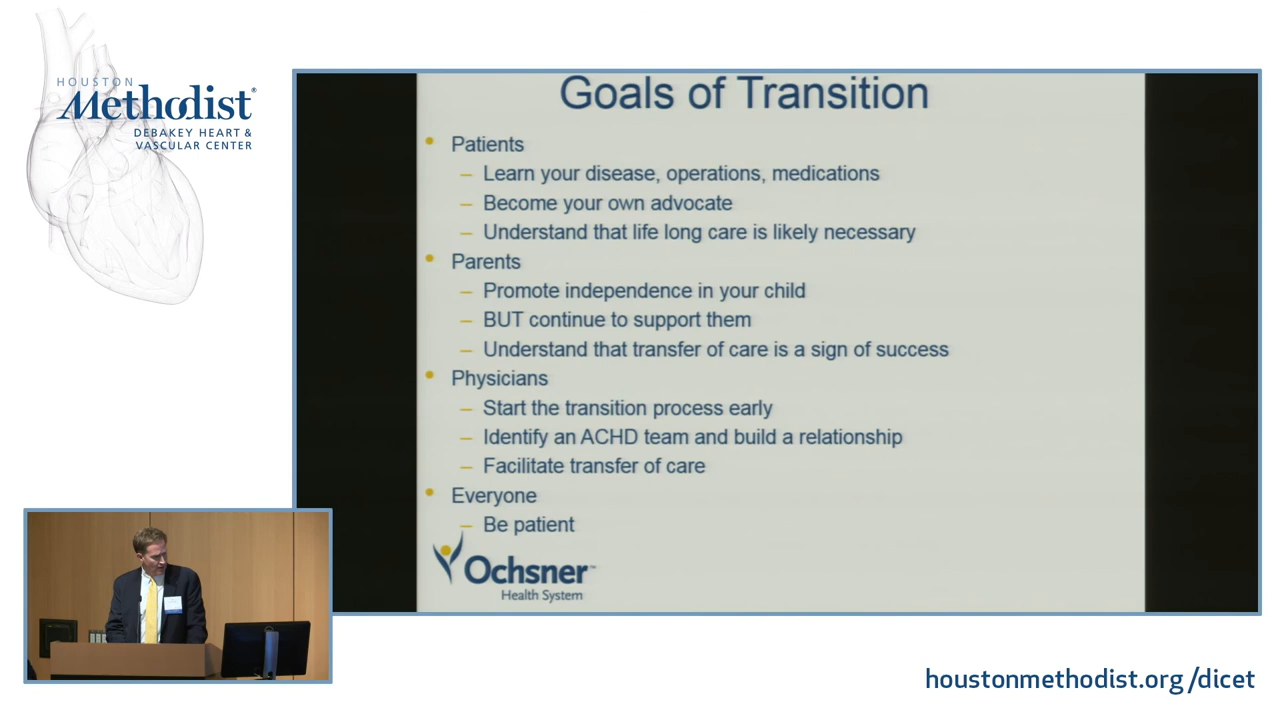 HOUSTON
Methodist®
DEBAKEY HEART &
VASCULAR CENTER
Goals of Transition
• Patients
– Learn your disease, operations, medications
– Become your own advocate
– Understand that life long care is likely necessary
• Parents
– Promote independence in your child
– BUT continue to support them
– Understand that transfer of care is a sign of success
• Physicians
– Start the transition process early
– Identify an ACHD team and build a relationship
– Facilitate transfer of care
• Everyone
– Be patient
Ochsner™
Health System
houstonmethodist.org/dicet